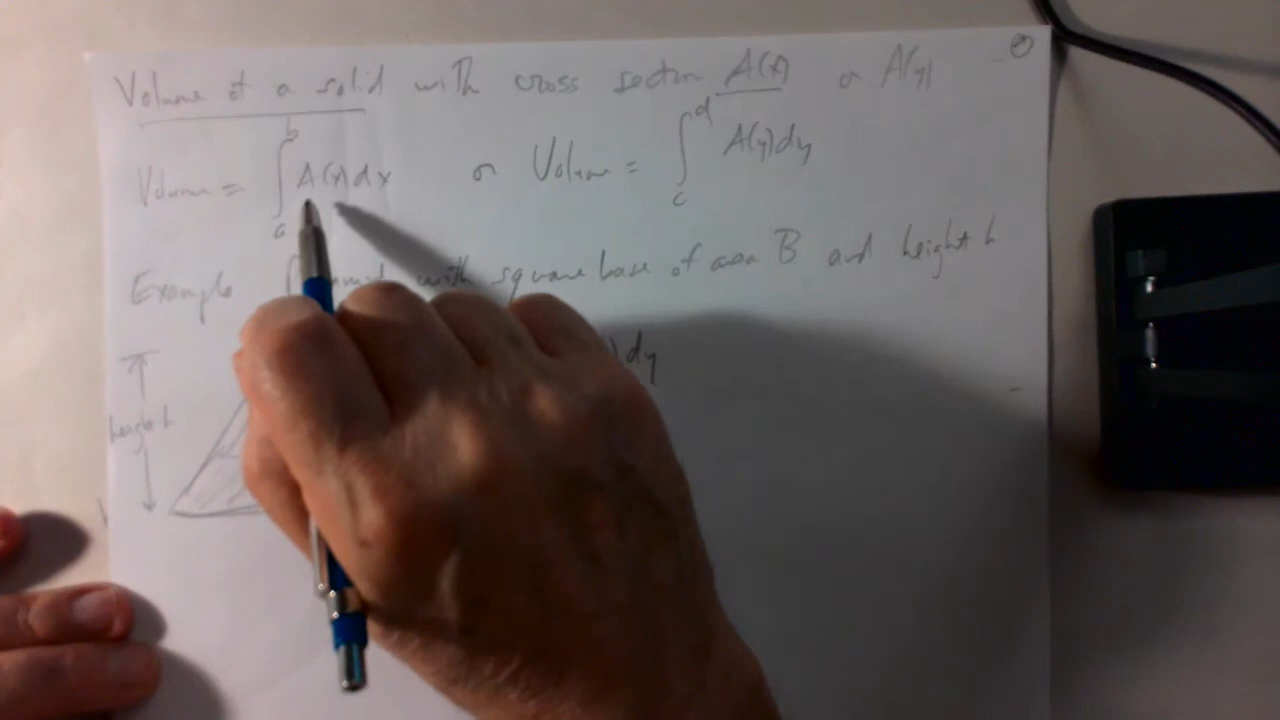 Volume of a solid with cross section A(x) or A(y)
Volume = ∫ₐᵇ A(x)dx or Volume = ∫_c^d A(y)dy
Example with square base of area B and height h
) dy
height h